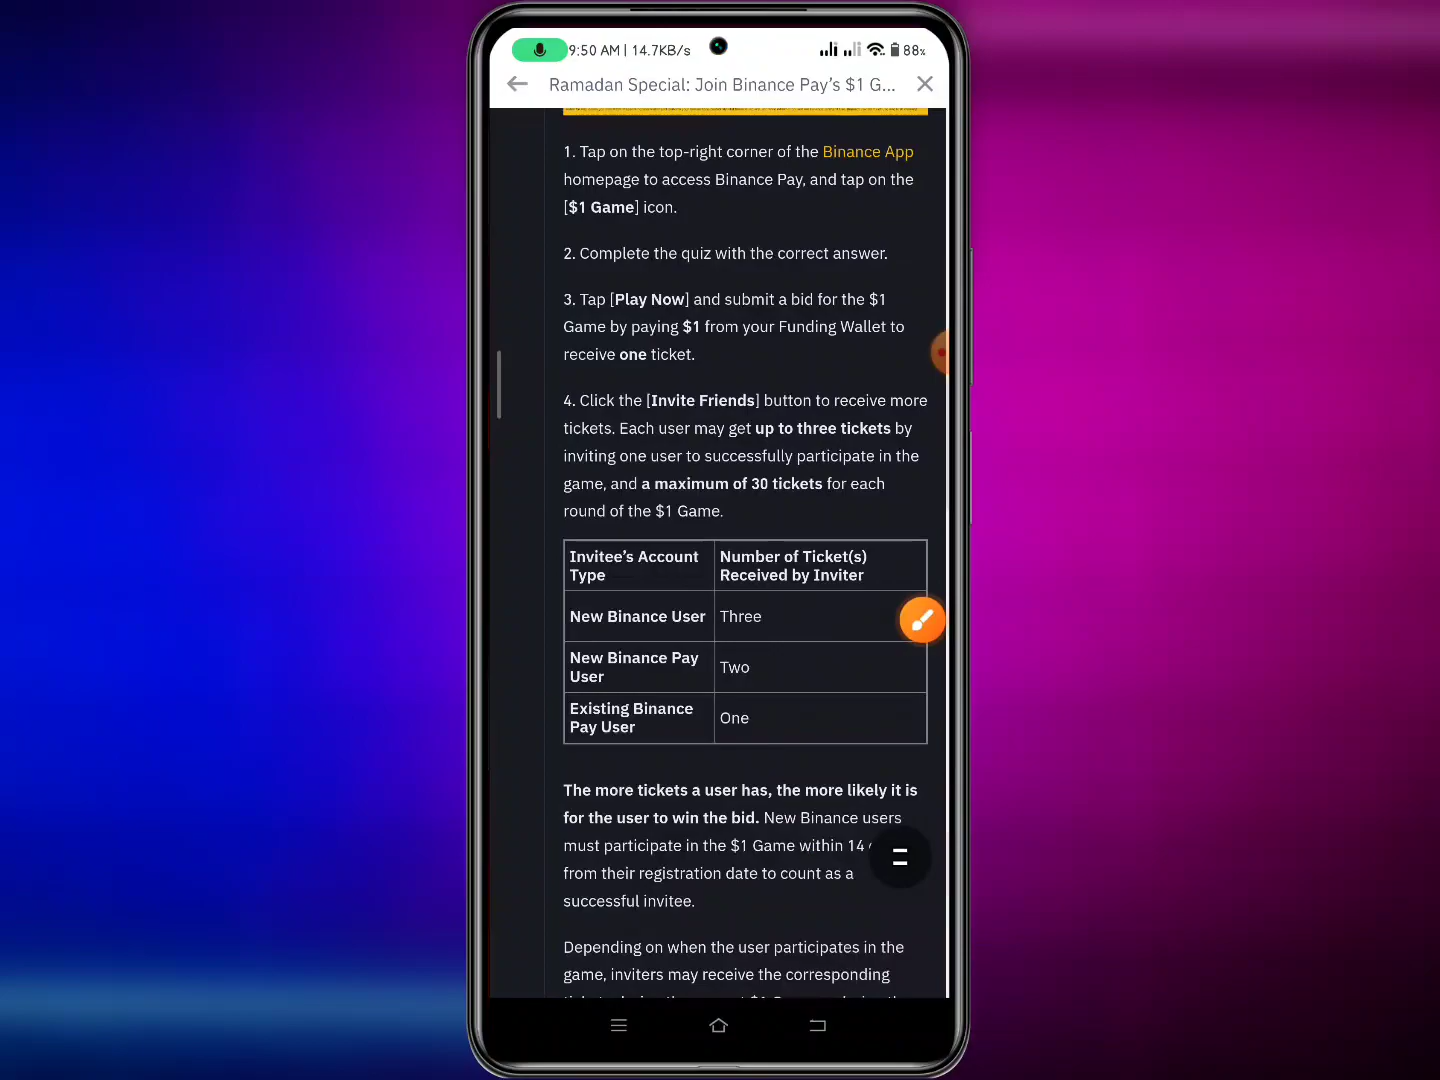 9:50 AM | 14.7KB/s
88%
Ramadan Special: Join Binance Pay's $1 G...
1. Tap on the top-right corner of the Binance App
homepage to access Binance Pay, and tap on the
[$1 Game] icon.
2. Complete the quiz with the correct answer.
3. Tap [Play Now] and submit a bid for the $1
Game by paying $1 from your Funding Wallet to
receive one ticket.
4. Click the [Invite Friends] button to receive more
tickets. Each user may get up to three tickets by
inviting one user to successfully participate in the
game, and a maximum of 30 tickets for each
round of the $1 Game.
Invitee's Account
Type
Number of Ticket(s)
Received by Inviter
New Binance User
Three
New Binance Pay
User
Two
Existing Binance
Pay User
One
The more tickets a user has, the more likely it is
for the user to win the bid. New Binance users
must participate in the $1 Game within 14
from their registration date to count as a
successful invitee.
Depending on when the user participates in the
game, inviters may receive the corresponding